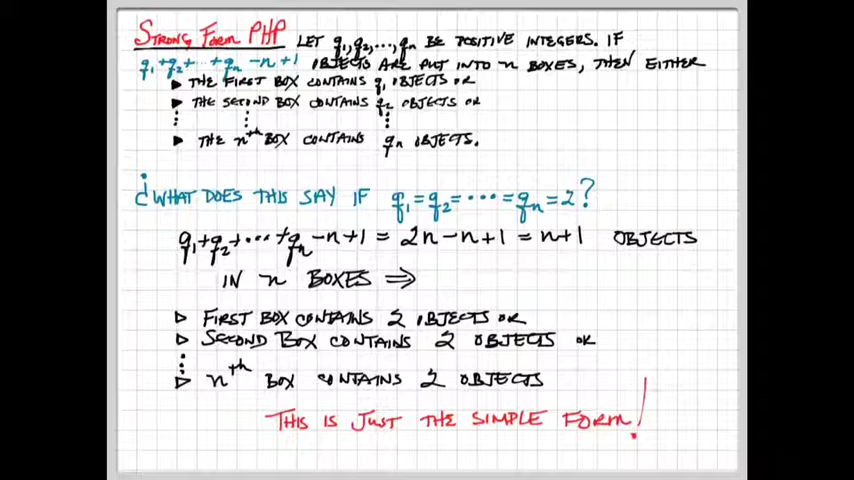 STRONG FORM PHP LET q₁,q₂,...,qₙ BE POSITIVE INTEGERS. IF
q₁+q₂+...+qₙ-n+1 OBJECTS ARE PUT INTO n BOXES, THEN EITHER
▶ THE FIRST BOX CONTAINS q₁ OBJECTS OR
▶ THE SECOND BOX CONTAINS q₂ OBJECTS OR
⋮ ⋮ ⋮
▶ THE nᵗʰ BOX CONTAINS qₙ OBJECTS.
¿WHAT DOES THIS SAY IF q₁=q₂=...=qₙ=2?
q₁+q₂+...+qₙ-n+1=2n-n+1=n+1 OBJECTS
IN n BOXES ⇒
▷ FIRST BOX CONTAINS 2 OBJECTS OR
▷ SECOND BOX CONTAINS 2 OBJECTS OR
⋮
▷ nᵗʰ BOX CONTAINS 2 OBJECTS
THIS IS JUST THE SIMPLE FORM!